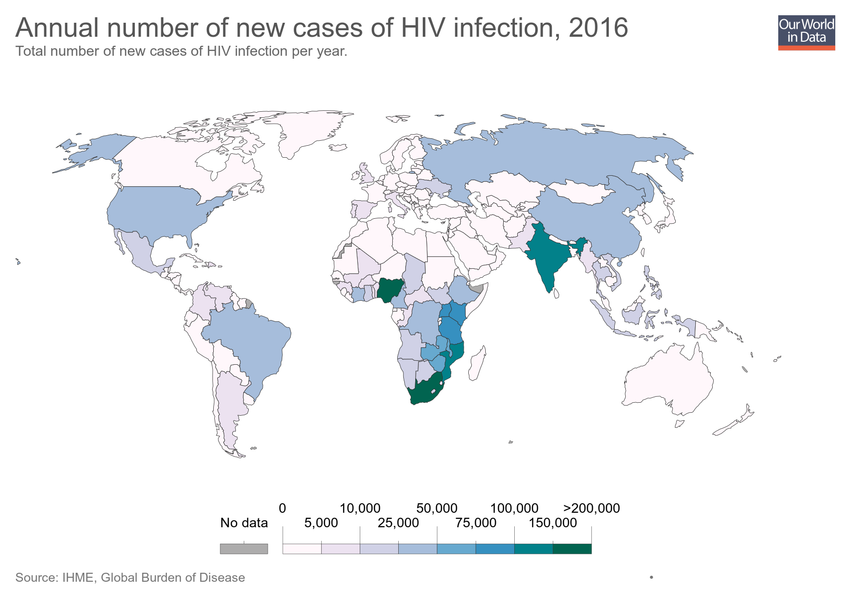 Annual number of new cases of HIV infection, 2016
Total number of new cases of HIV infection per year.
Our World
in Data
0 10,000 50,000 100,000 >200,000
No data 5,000 25,000 75,000 150,000
Source: IHME, Global Burden of Disease